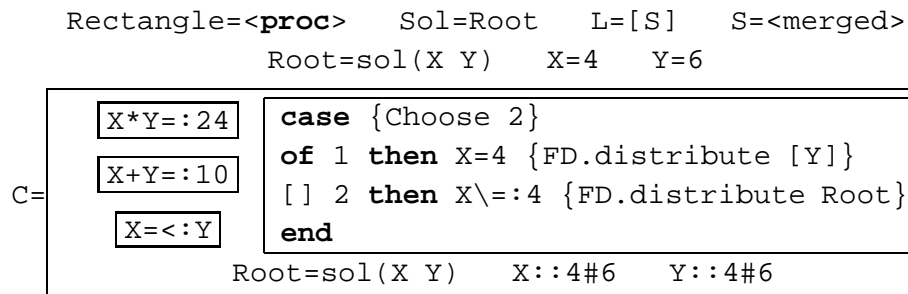 Rectangle=<proc> Sol=Root L=[S] S=<merged>
Root=sol(X Y) X=4 Y=6
X*Y=:24 case {Choose 2}
of 1 then X=4 {FD.distribute [Y]}
X+Y=:10
C= [] 2 then X\=:4 {FD.distribute Root}
X=<:Y end
Root=sol(X Y) X::4#6 Y::4#6